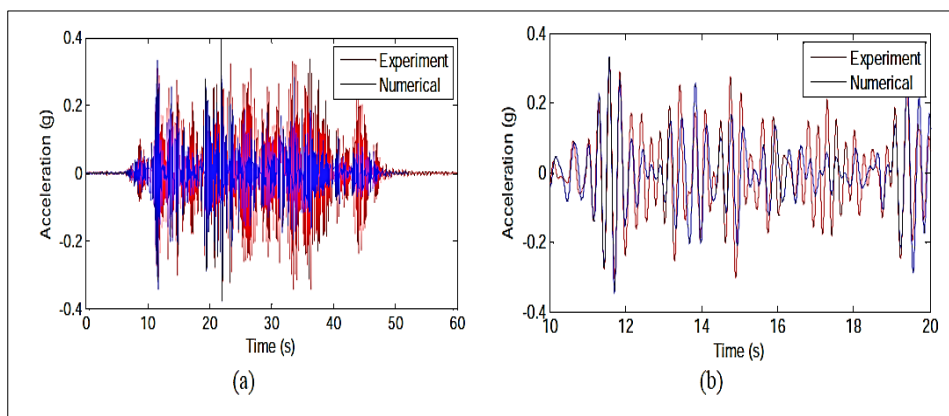 0.4
0.2
0
-0.2
-0.4
Acceleration (g)
Experiment
Numerical
0 10 20 30 40 50 60
Time (s)
(a)
0.4
0.2
0
-0.2
-0.4
Acceleration (g)
Experiment
Numerical
10 12 14 16 18 20
Time (s)
(b)